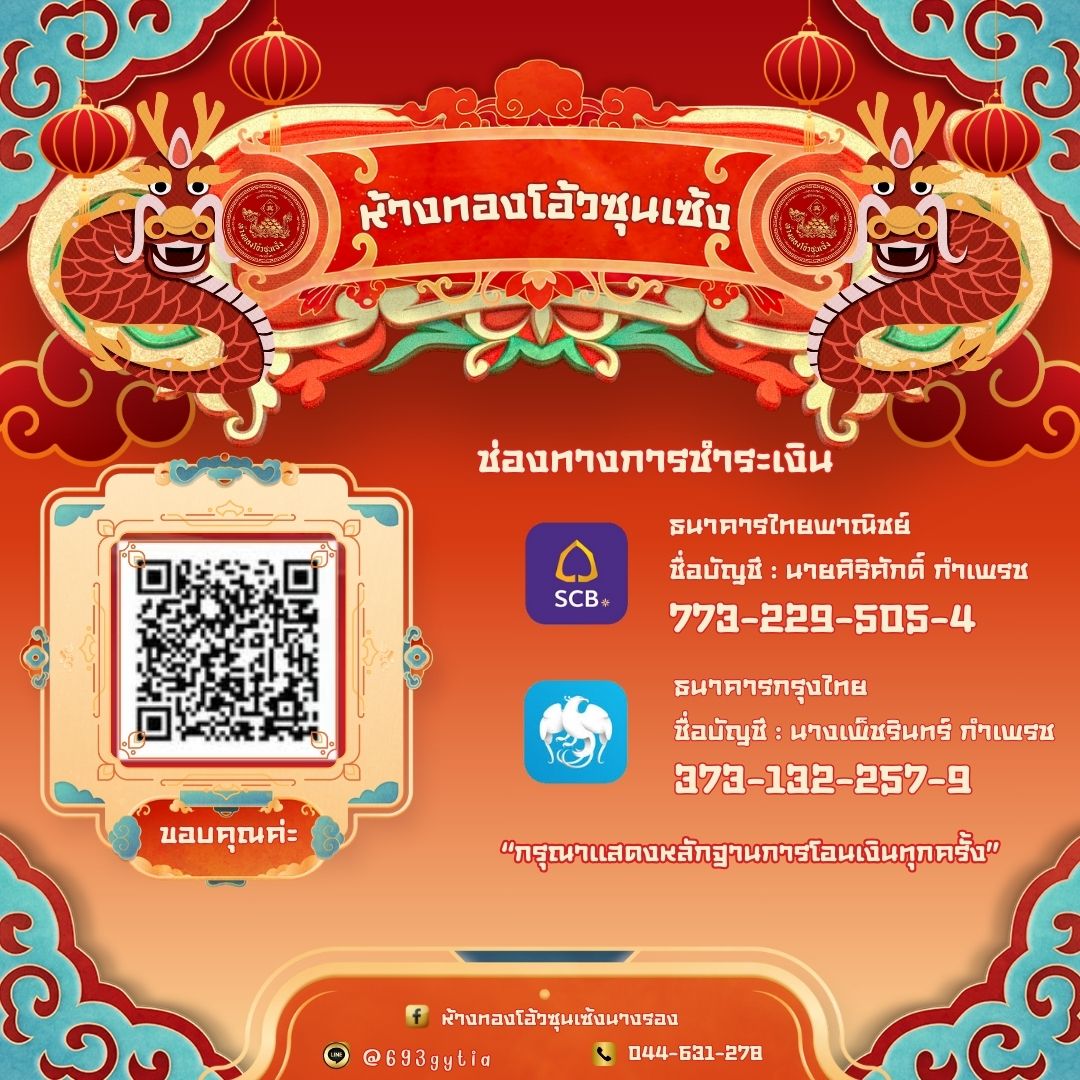 ห้างทองโอ้วซุนเซ้ง
ช่องทางการชำระเงิน
ธนาคารไทยพาณิชย์
ชื่อบัญชี : นายศิริศักดิ์ กำเพรช
773-229-505-4
SCB
ธนาคารกรุงไทย
ชื่อบัญชี : นางเพ็ชรินทร์ กำเพรช
373-132-257-9
ขอบคุณค่ะ
“กรุณาแสดงหลักฐานการโอนเงินทุกครั้ง”
ห้างทองโอ้วซุนเซ้งนางรอง
LINE @693gytia
044-631-278